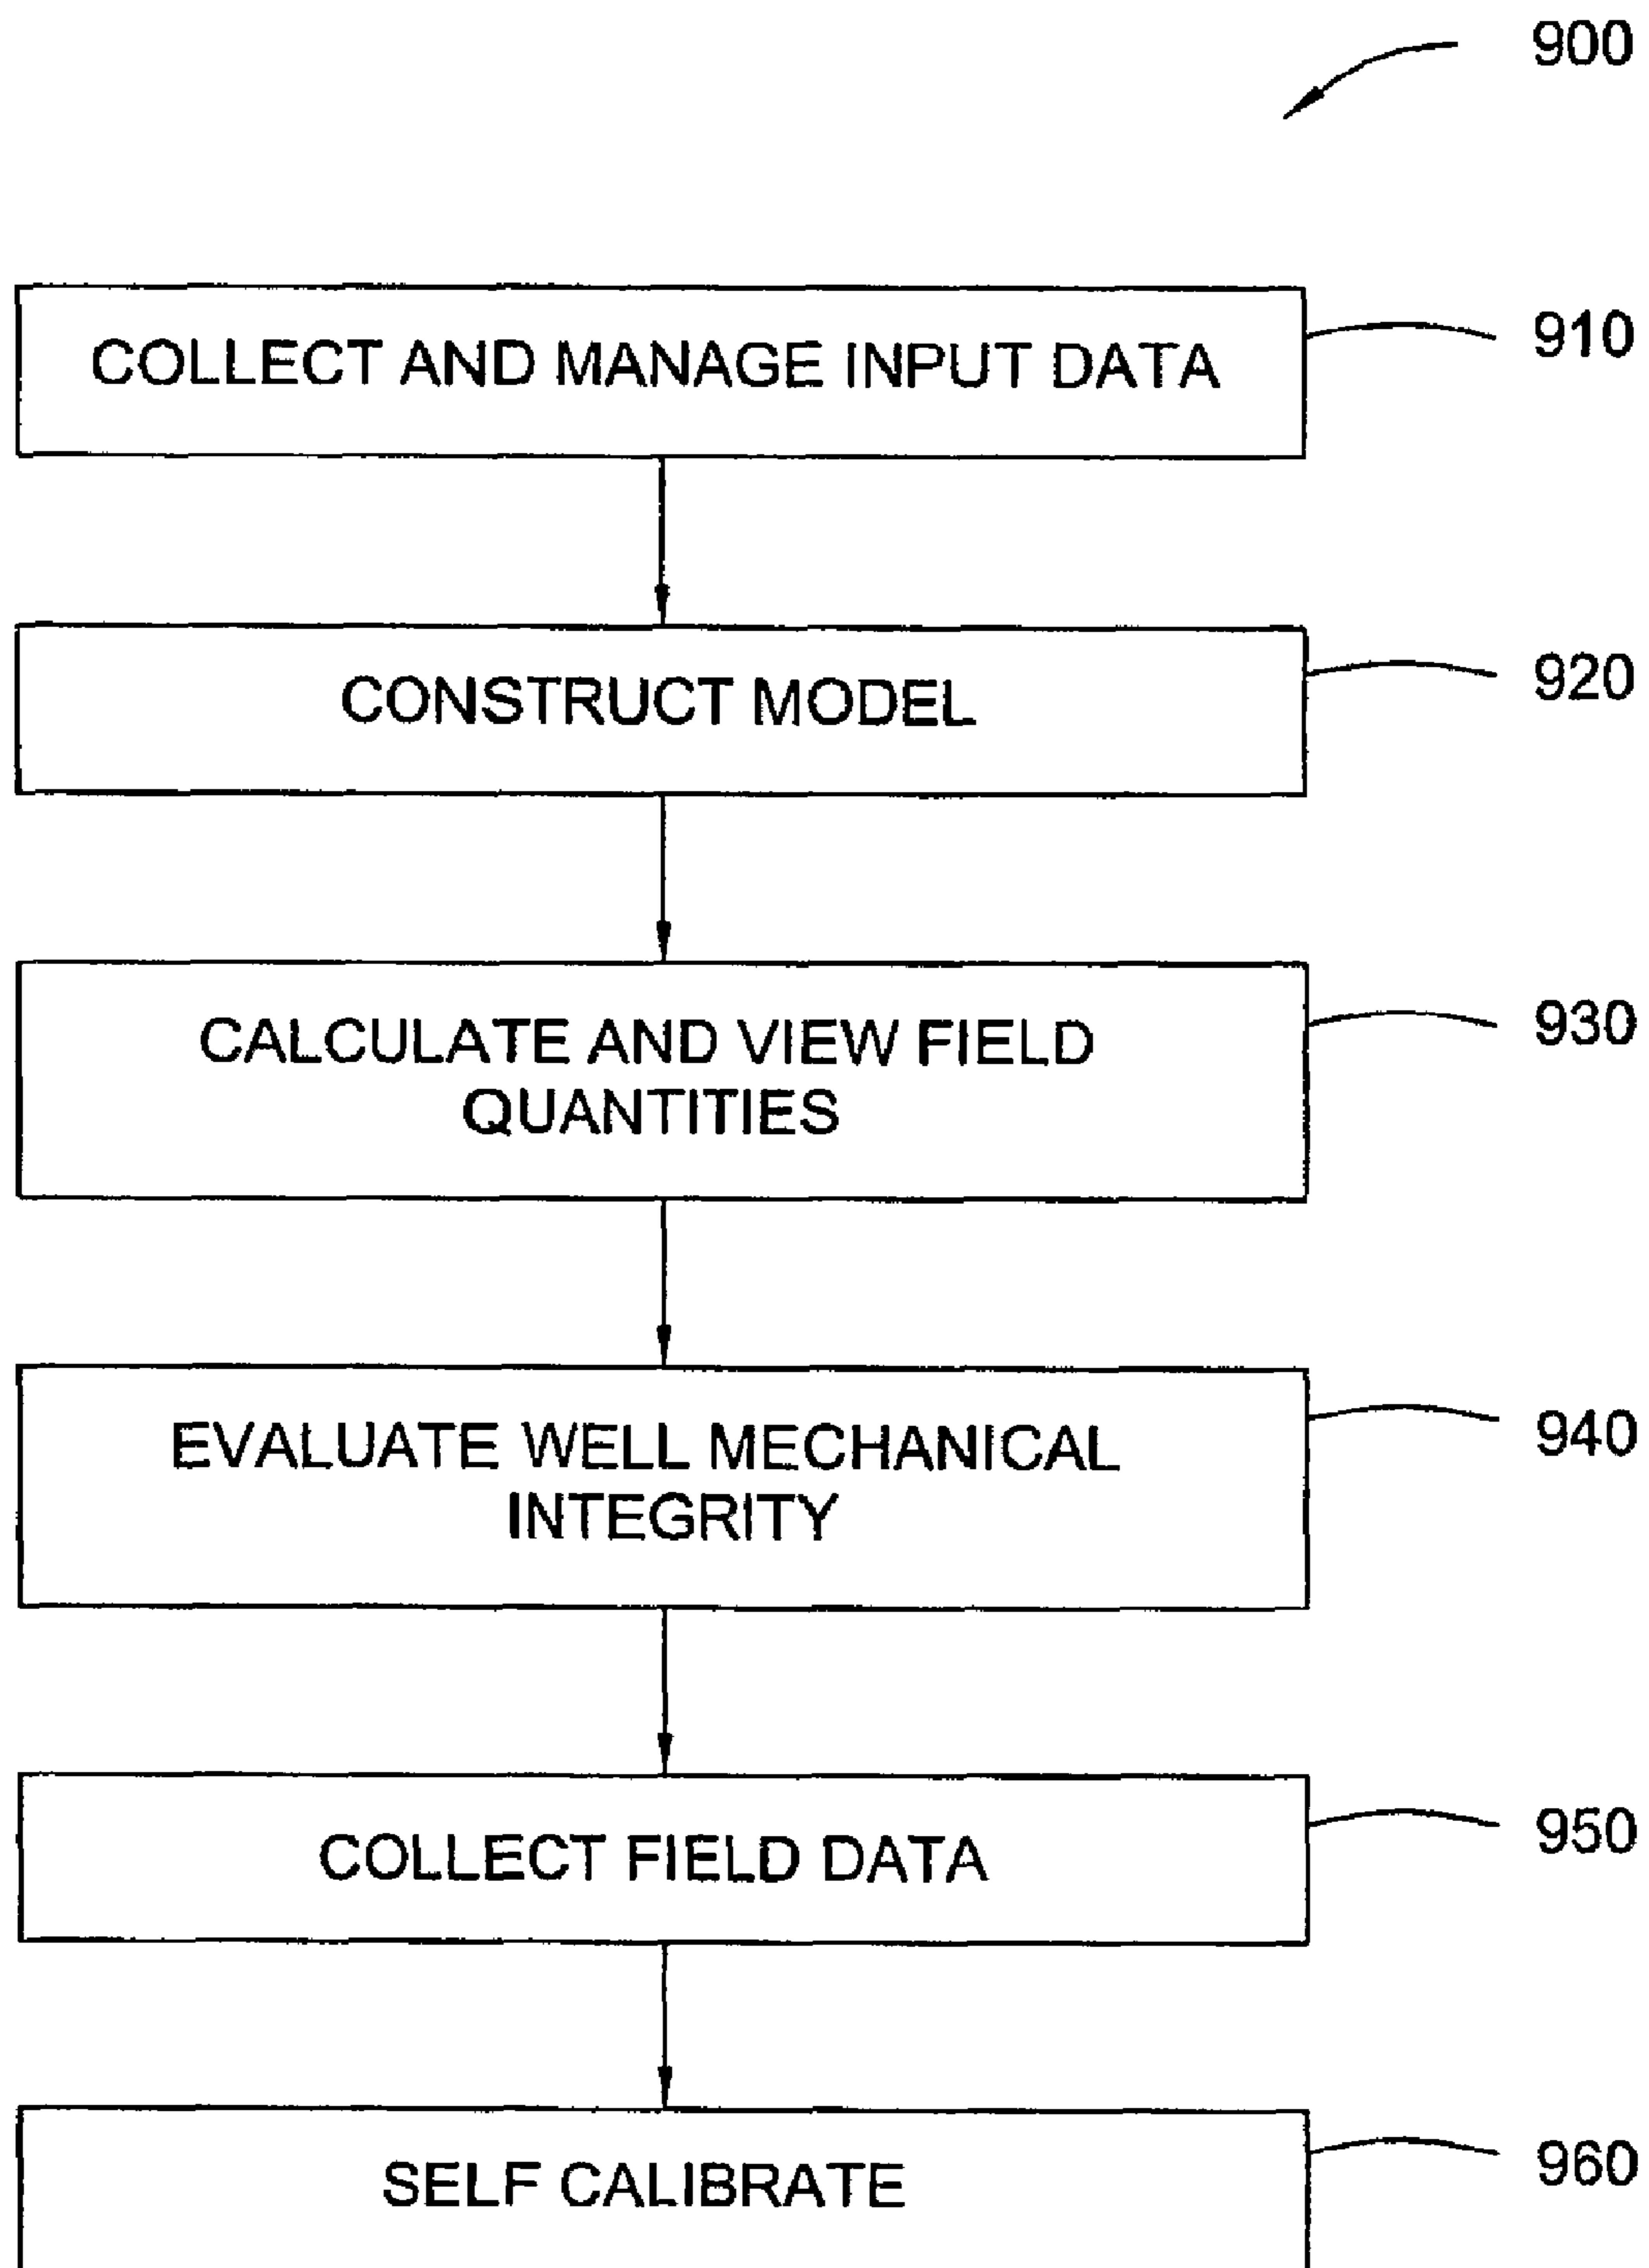 900
COLLECT AND MANAGE INPUT DATA
910
CONSTRUCT MODEL
920
CALCULATE AND VIEW FIELD
QUANTITIES
930
EVALUATE WELL MECHANICAL
INTEGRITY
940
COLLECT FIELD DATA
950
SELF CALIBRATE
960